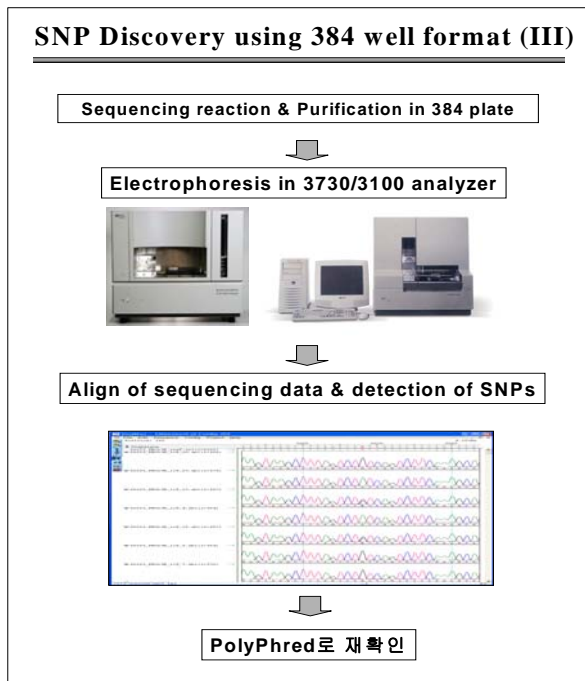 SNP Discovery using 384 well format (III)
Sequencing reaction & Purification in 384 plate
Electrophoresis in 3730/3100 analyzer
Align of sequencing data & detection of SNPs
PolyPhred로 재확인